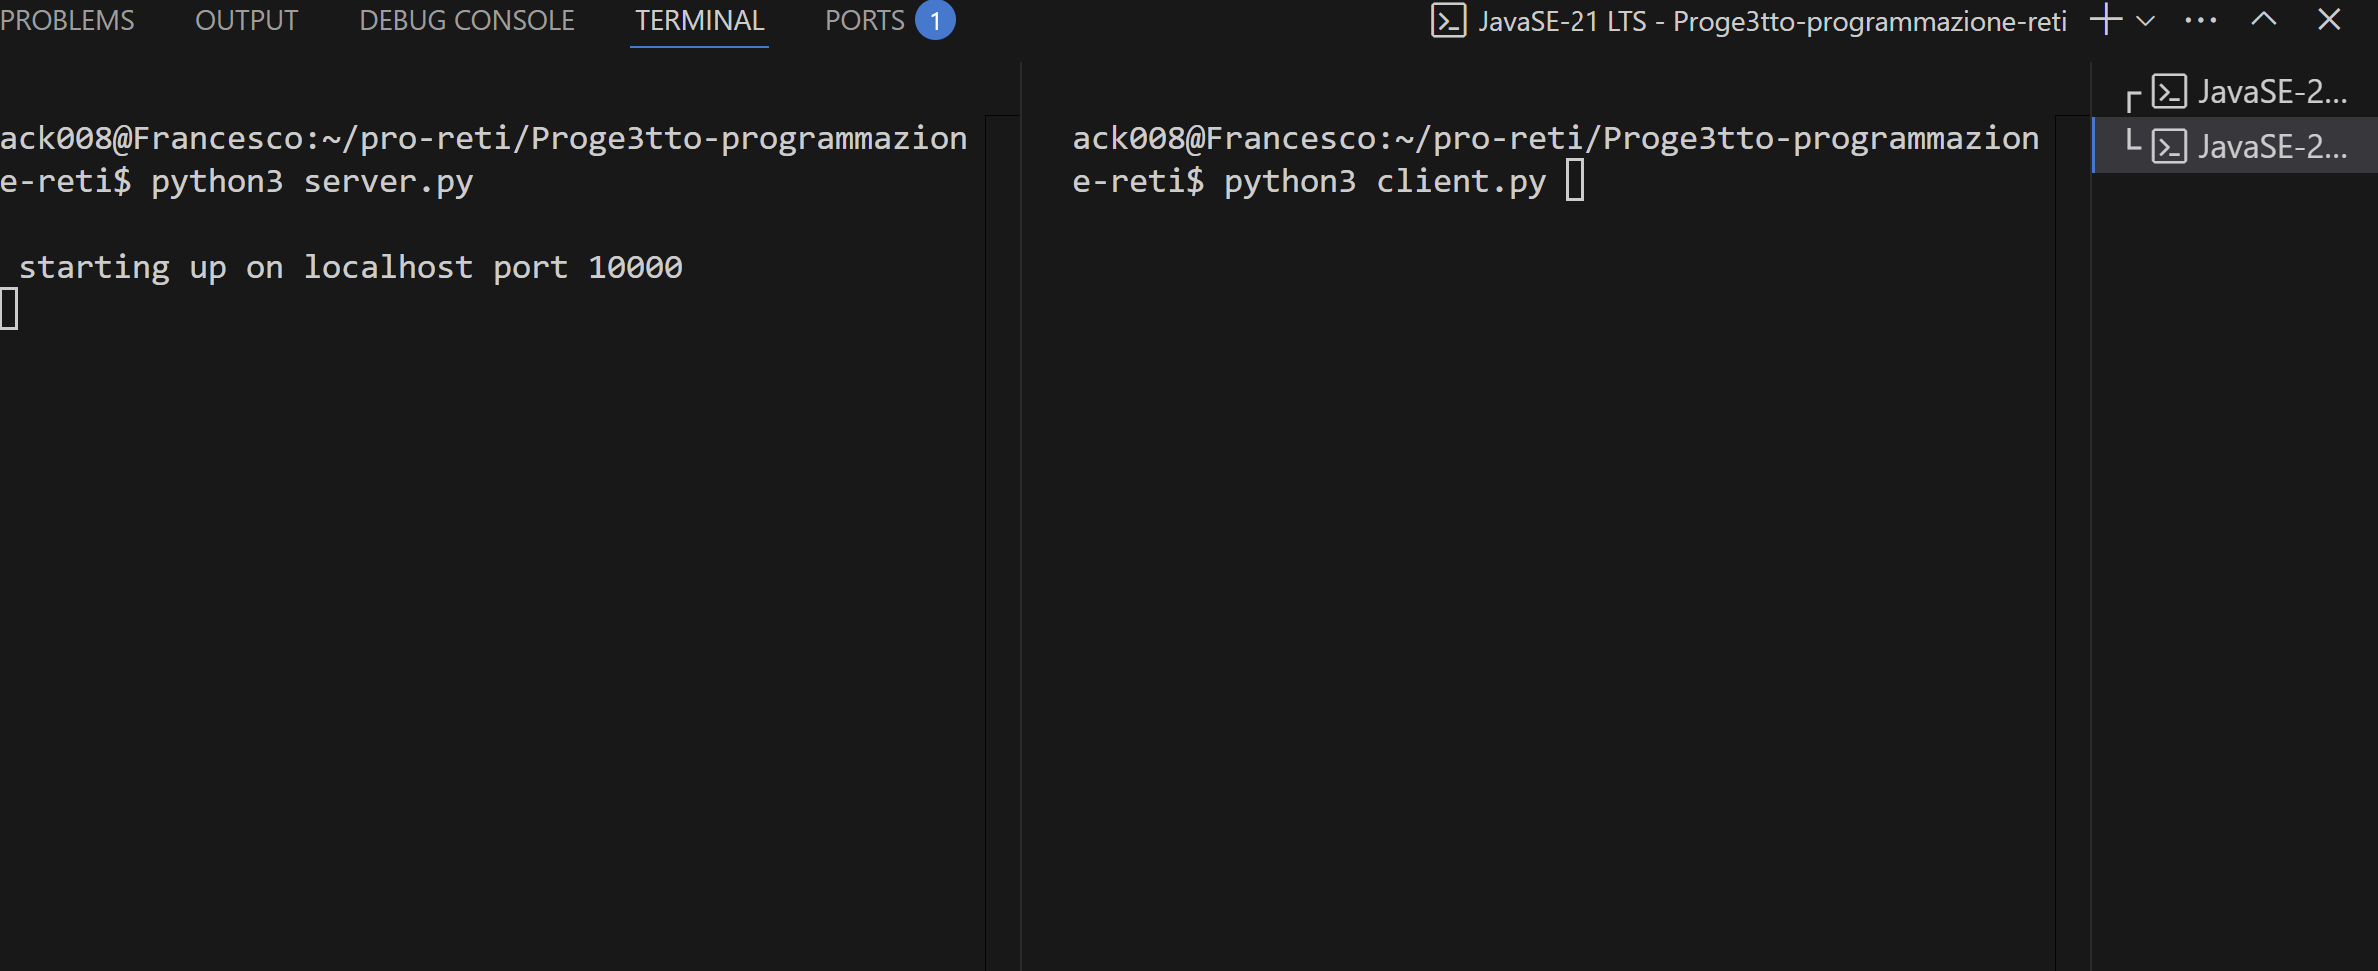 PROBLEMS OUTPUT DEBUG CONSOLE TERMINAL PORTS 1 JavaSE-21 LTS - Proge3tto-programmazione-reti
ack008@Francesco:~/pro-reti/Proge3tto-programmazion
e-reti$ python3 server.py
starting up on localhost port 10000
ack008@Francesco:~/pro-reti/Proge3tto-programmazion
e-reti$ python3 client.py
JavaSE-2...
JavaSE-2...